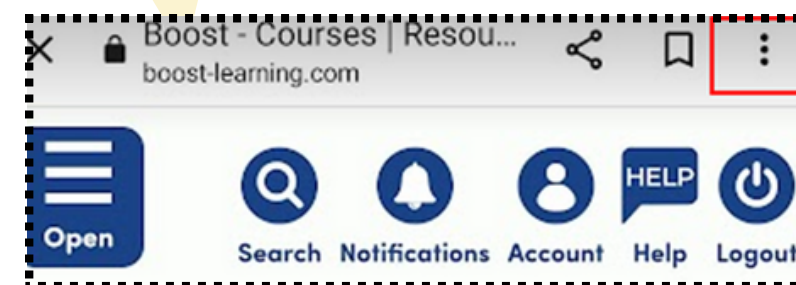 Boost - Courses | Resou...
boost-learning.com
HELP
Open
Search Notifications Account Help Logout